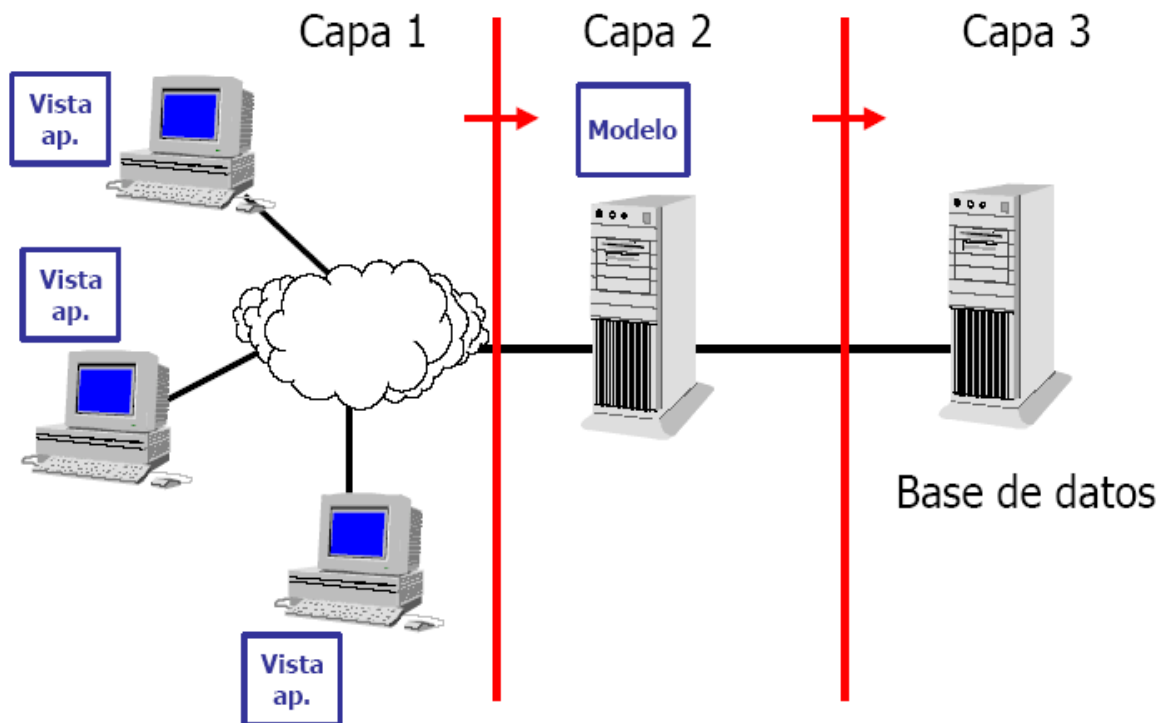 Capa 1
Capa 2
Capa 3
Vista
ap.
Modelo
Vista
ap.
Base de datos
Vista
ap.